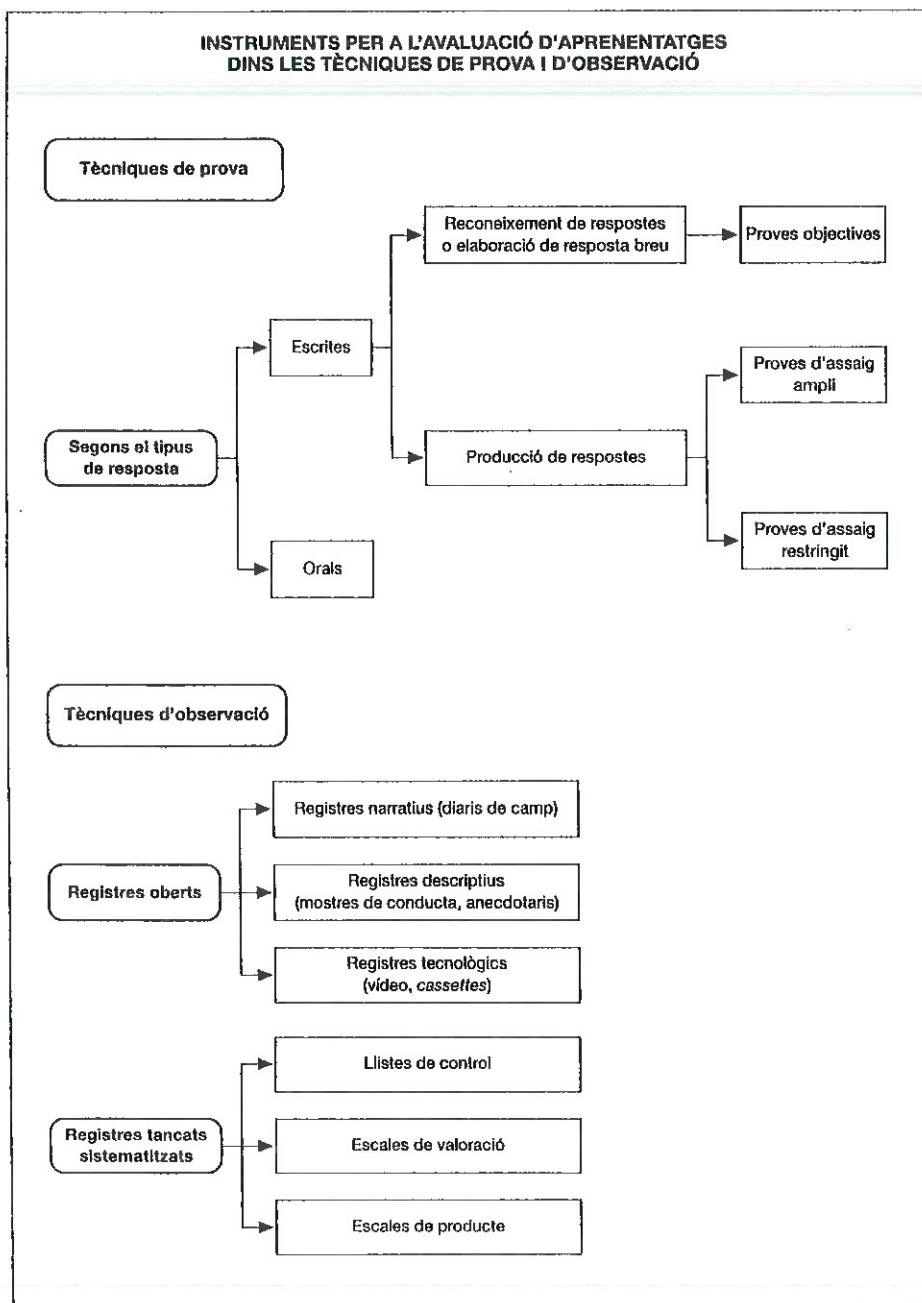 INSTRUMENTS PER A L'AVALUACIÓ D'APRENENTATGES
DINS LES TÈCNIQUES DE PROVA I D'OBSERVACIÓ
Tècniques de prova
Reconeixement de respostes
o elaboració de resposta breu
Proves objectives
Escrites
Proves d'assaig
ampli
Segons el tipus
de resposta
Producció de respostes
Proves d'assaig
restringit
Orals
Tècniques d'observació
Registres narratius (diaris de camp)
Registres oberts
Registres descriptius
(mostres de conducta, anecdotaris)
Registres tecnològics
(vídeo, cassettes)
Llistes de control
Registres tancats
sistematitzats
Escales de valoració
Escales de producte